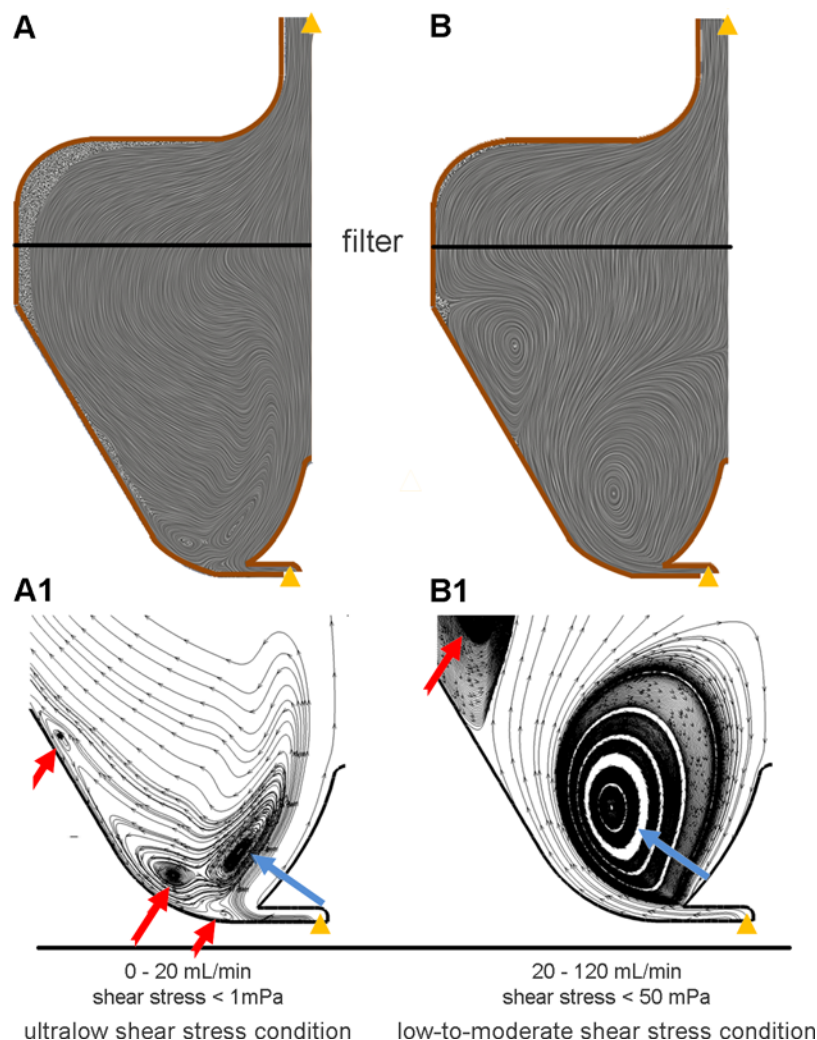 A
B
filter
A1
B1
0 - 20 mL/min
shear stress < 1mPa
ultralow shear stress condition
20 - 120 mL/min
shear stress < 50 mPa
low-to-moderate shear stress condition